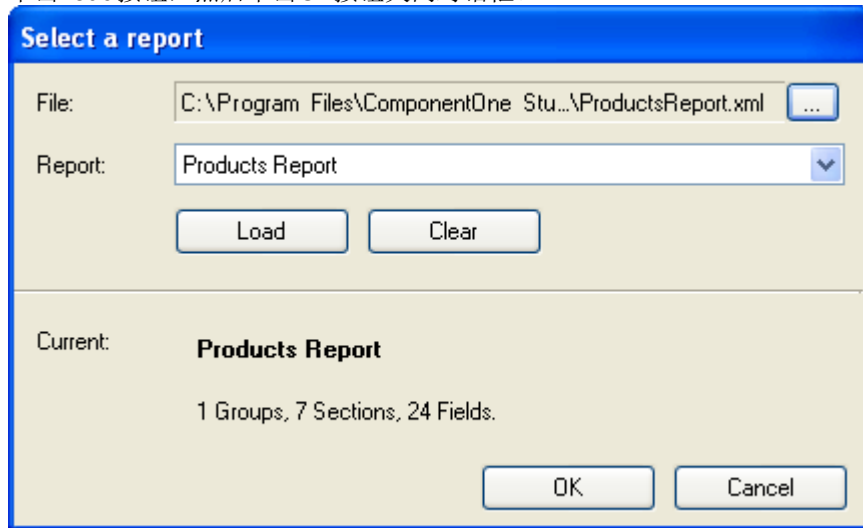 Select a report
File: C:\Program Files\ComponentOne Stu...\ProductsReport.xml ...
Report: Products Report
Load Clear
Current: Products Report
1 Groups, 7 Sections, 24 Fields.
OK Cancel